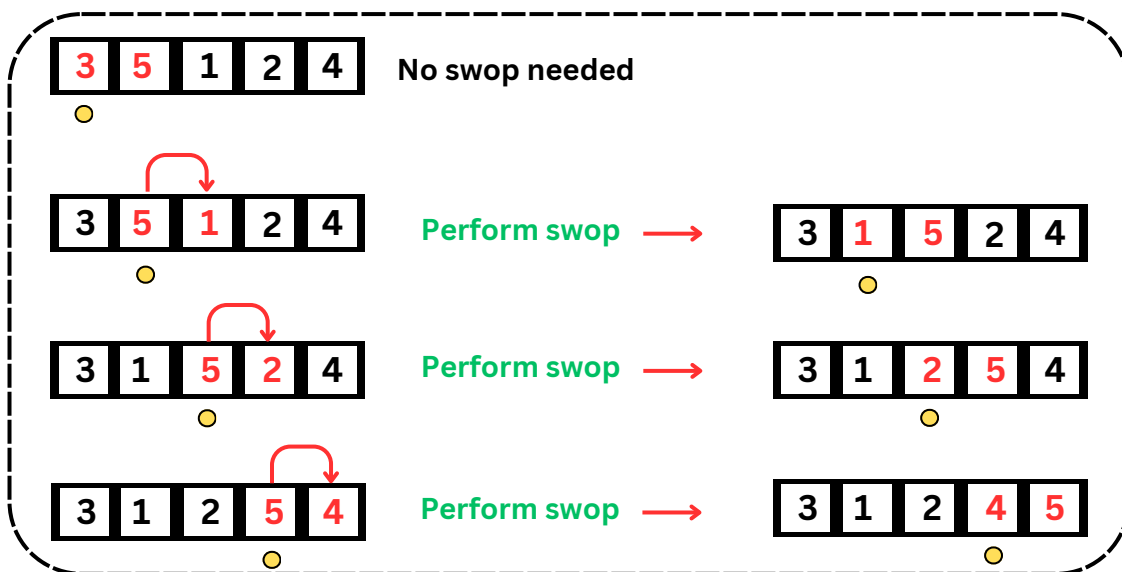 3 5 1 2 4 No swop needed
3 5 1 2 4 Perform swop 3 1 5 2 4
3 1 5 2 4 Perform swop 3 1 2 5 4
3 1 2 5 4 Perform swop 3 1 2 4 5